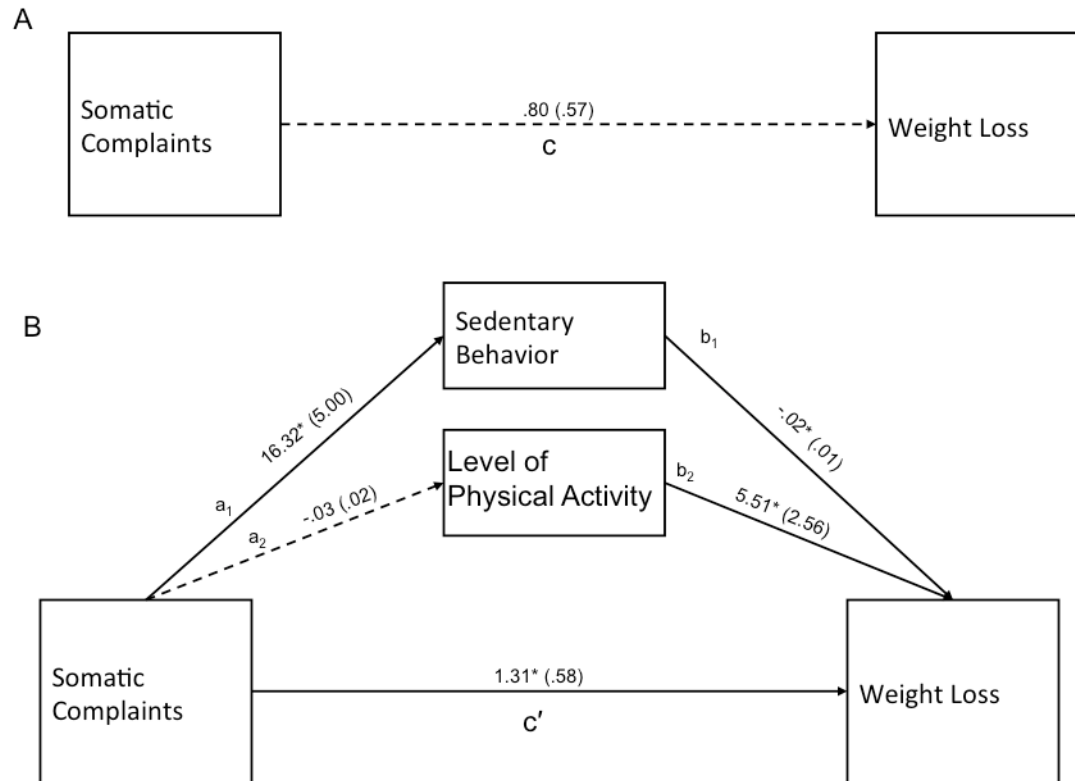 A
Somatic
Complaints
.80 (.57)
c
Weight Loss
B
Sedentary
Behavior
b1
16.32* (5.00)
-.02* (.01)
Level of
Physical Activity
b2
a1
-.03 (.02)
5.51* (2.56)
a2
Somatic
Complaints
1.31* (.58)
c'
Weight Loss